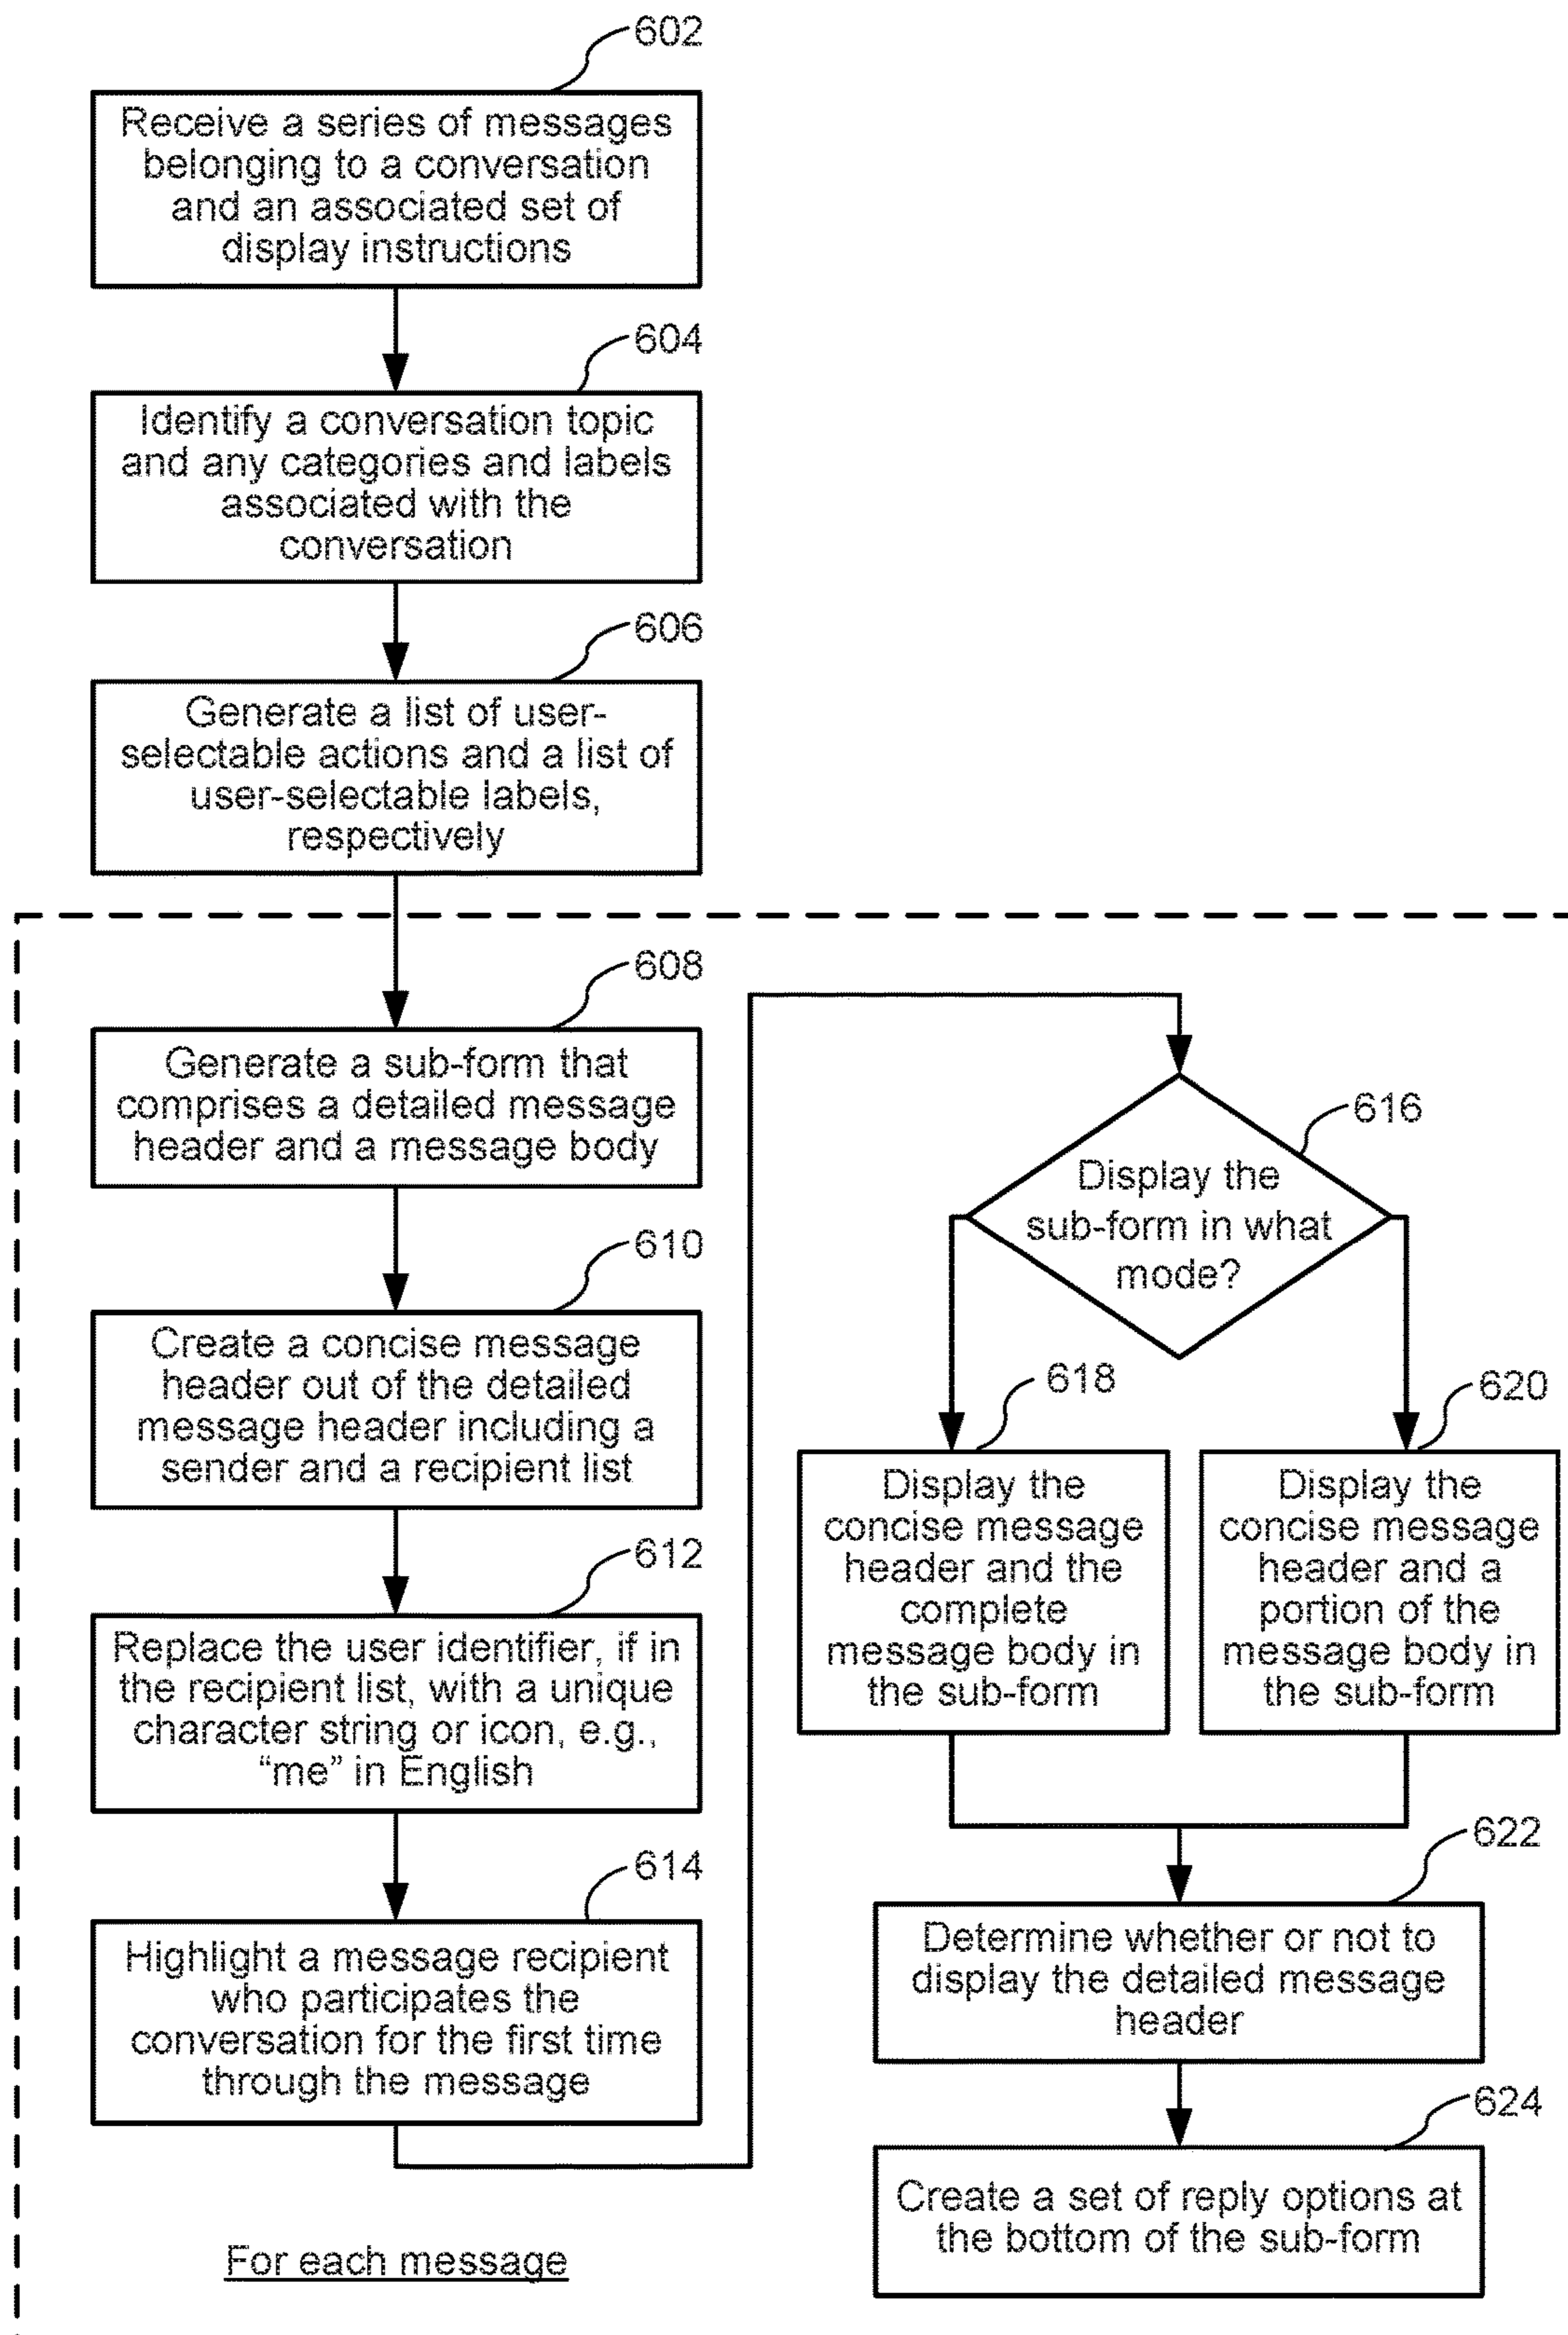 602
Receive a series of messages
belonging to a conversation
and an associated set of
display instructions
604
Identify a conversation topic
and any categories and labels
associated with the
conversation
606
Generate a list of user-
selectable actions and a list of
user-selectable labels,
respectively
608
Generate a sub-form that
comprises a detailed message
header and a message body
610
Create a concise message
header out of the detailed
message header including a
sender and a recipient list
612
Replace the user identifier, if in
the recipient list, with a unique
character string or icon, e.g.,
“me” in English
614
Highlight a message recipient
who participates the
conversation for the first time
through the message
For each message
616
Display the
sub-form in what
mode?
618
Display the
concise message
header and the
complete
message body in
the sub-form
620
Display the
concise message
header and a
portion of the
message body in
the sub-form
622
Determine whether or not to
display the detailed message
header
624
Create a set of reply options at
the bottom of the sub-form